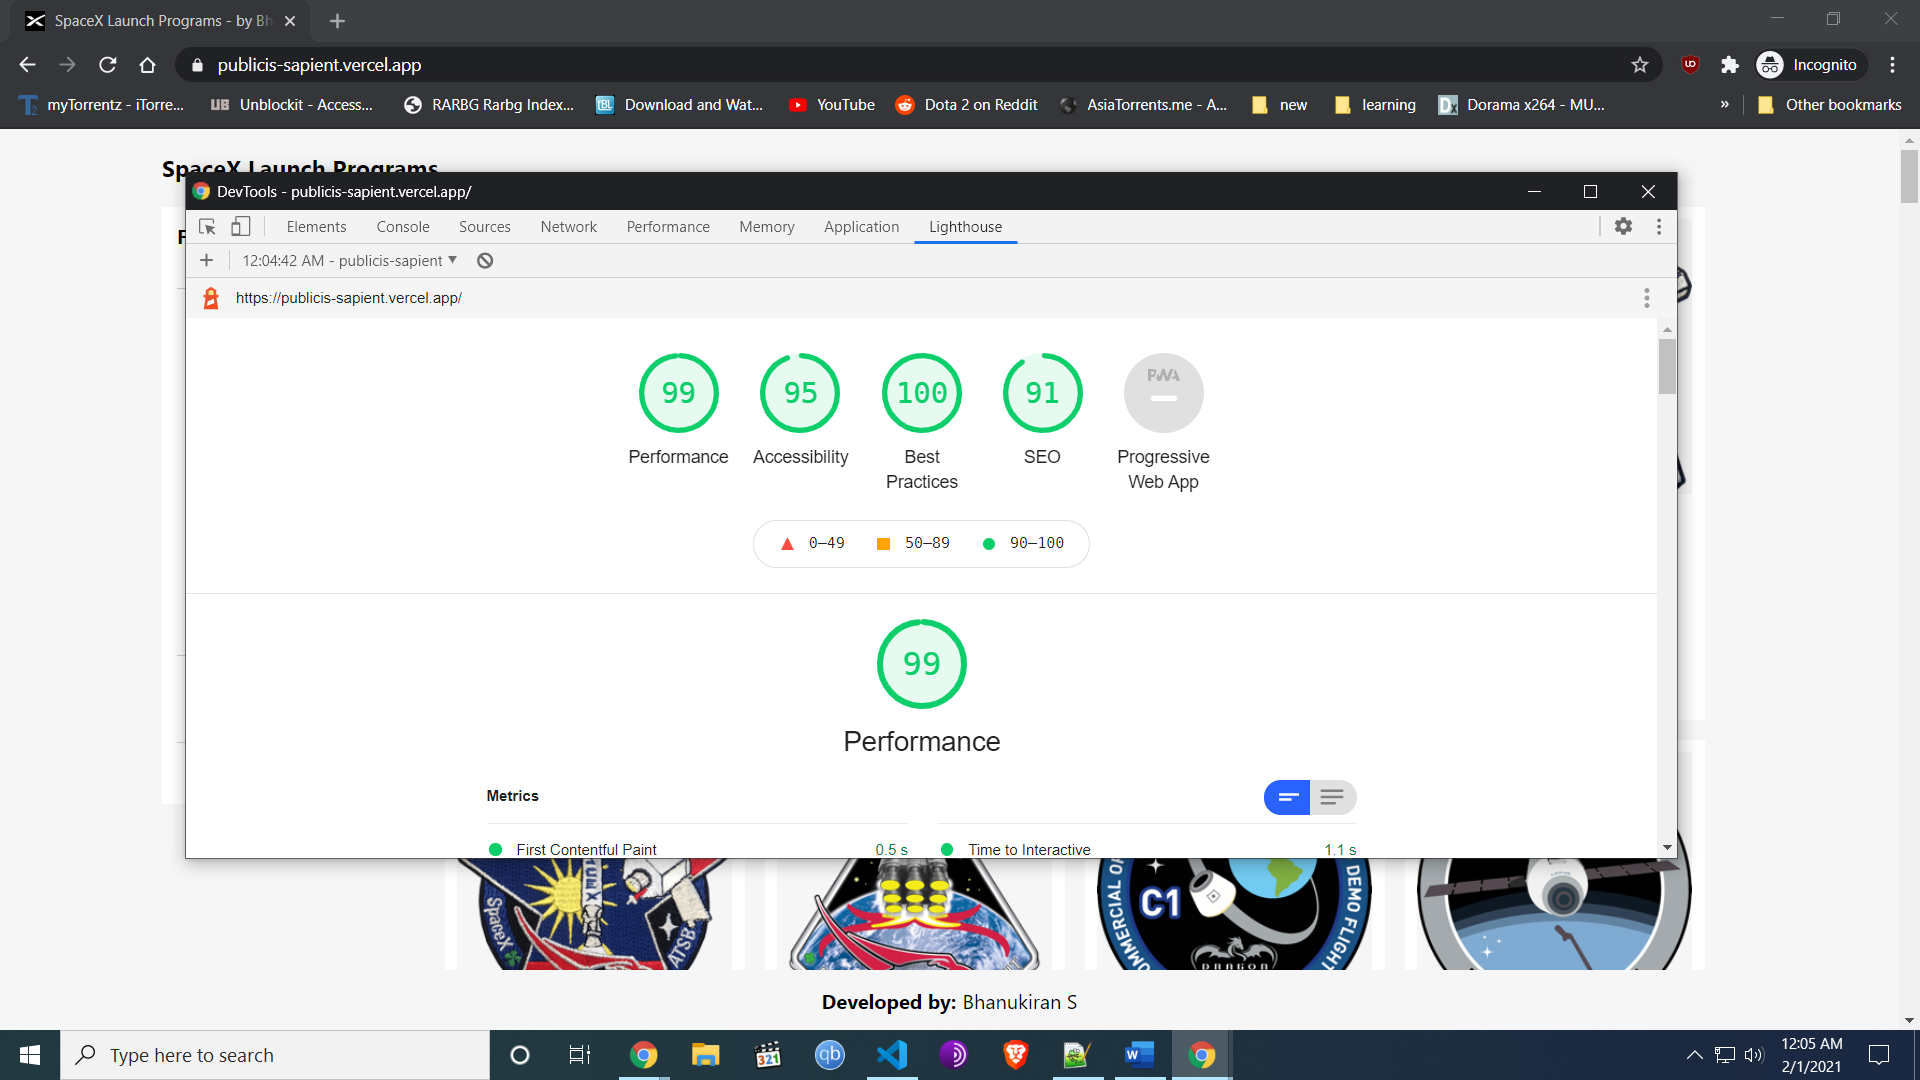 SpaceX Launch Programs - by Bh
publicis-sapient.vercel.app
Incognito
myTorrentz - iTorre...
UB Unblockit - Access...
RARBG Rarbg Index...
tBL Download and Wat...
YouTube
Dota 2 on Reddit
AsiaTorrents.me - A...
new
learning
Dx Dorama x264 - MU...
»
Other bookmarks
SpaceX Launch Programs
F
DevTools - publicis-sapient.vercel.app/
Elements Console Sources Network Performance Memory Application Lighthouse
12:04:42 AM - publicis-sapient
https://publicis-sapient.vercel.app/
99 95 100 91 PWA
Performance Accessibility Best Practices SEO Progressive Web App
0–49 50–89 90–100
99
Performance
Metrics
First Contentful Paint 0.5 s
Time to Interactive 1.1 s
SpaceX
ATSB
C1
DEMO FLIGHT
DRAGON
Developed by: Bhanukiran S
Type here to search
321
qb
W
12:05 AM
2/1/2021